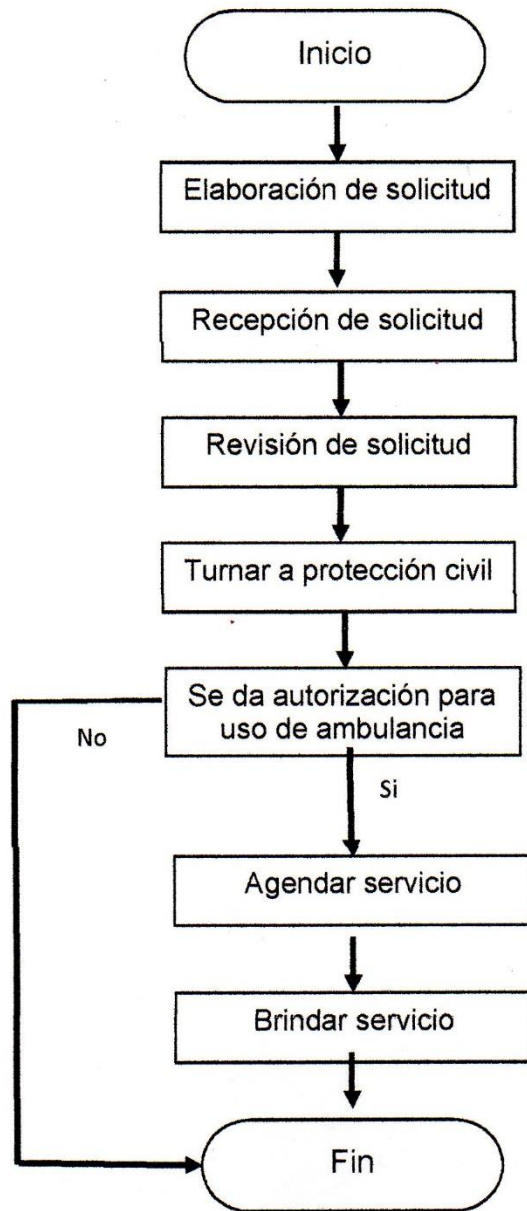 Inicio
Elaboración de solicitud
Recepción de solicitud
Revisión de solicitud
Turnar a protección civil
Se da autorización para
uso de ambulancia
No
Si
Agendar servicio
Brindar servicio
Fin